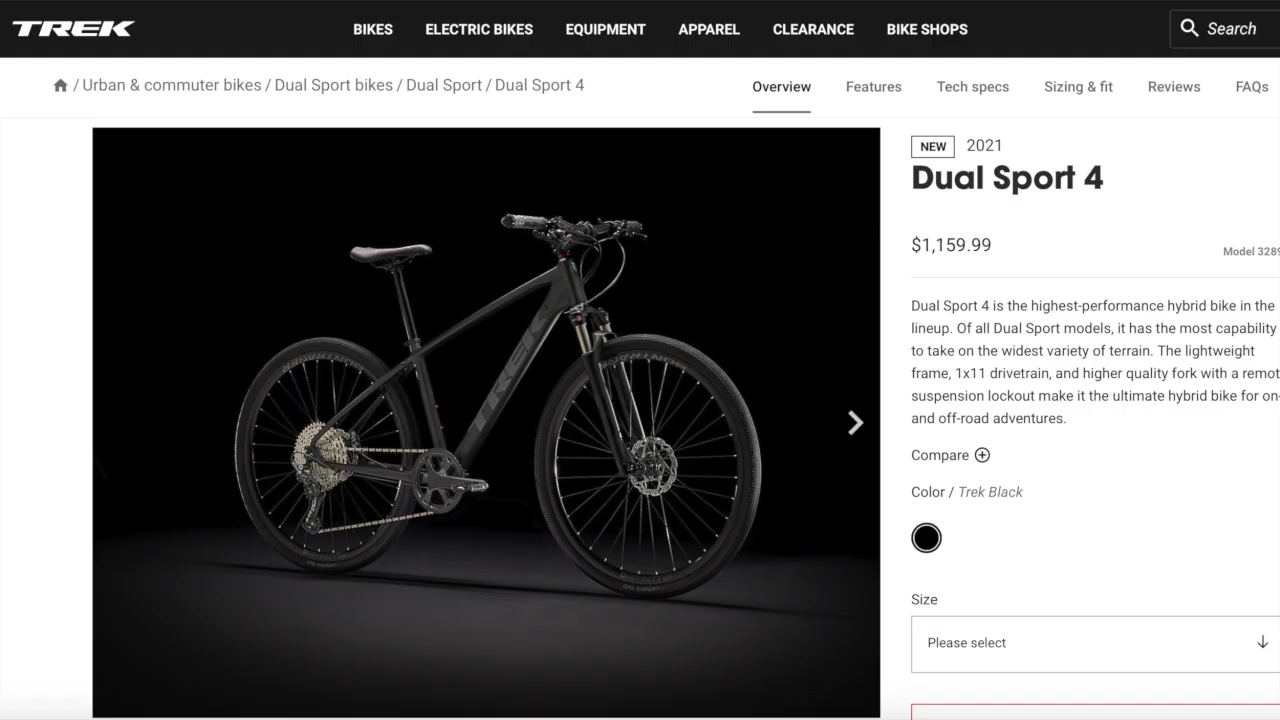 TREK
BIKES ELECTRIC BIKES EQUIPMENT APPAREL CLEARANCE BIKE SHOPS
Search
/ Urban & commuter bikes / Dual Sport bikes / Dual Sport / Dual Sport 4
Overview Features Tech specs Sizing & fit Reviews FAQs
TREK
NEW 2021
Dual Sport 4
$1,159.99
Model 3289
Dual Sport 4 is the highest-performance hybrid bike in the
lineup. Of all Dual Sport models, it has the most capability
to take on the widest variety of terrain. The lightweight
frame, 1x11 drivetrain, and higher quality fork with a remot
suspension lockout make it the ultimate hybrid bike for on-
and off-road adventures.
Compare
Color / Trek Black
Size
Please select